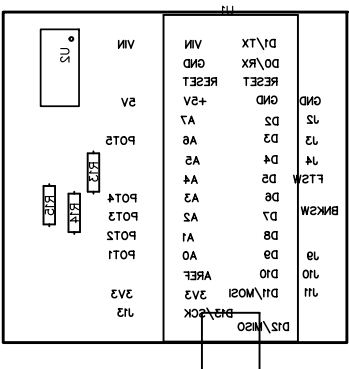 U1
VIN VIN D1/TX
U2
GND D0/RX
RESET RESET
5V +5V GND GND
A7 D2 J2
POT5 A6 D3 J3
A5 D4 J4
R13 A4 D5 FTSW
POT4 A3 D6
R15 R14 POT3 A2 D7 BNKSW
POT2 A1 D8
POT1 A0 D9 J9
AREF D10 J10
3V3 3V3 D11/MOSI J11
J13 D13/SCK
D12/MISO